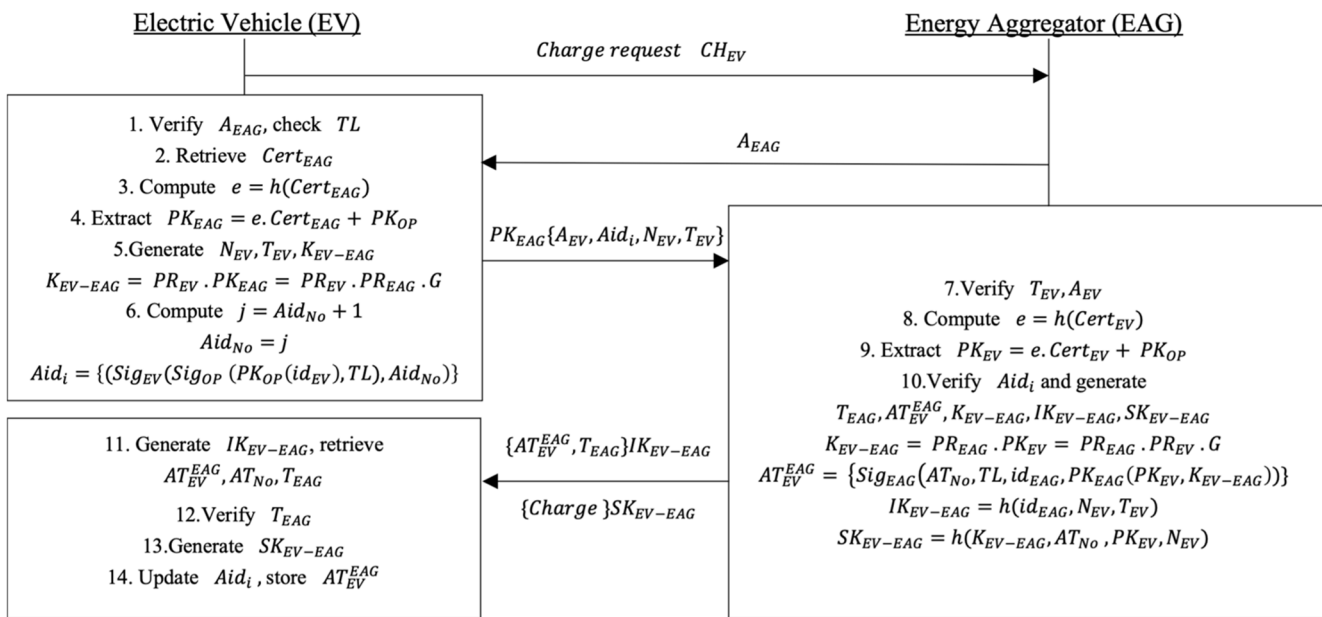 Electric Vehicle (EV)
Energy Aggregator (EAG)
Charge request CH_EV
1. Verify A_EAG, check TL
2. Retrieve Cert_EAG
3. Compute e = h(Cert_EAG)
4. Extract PK_EAG = e.Cert_EAG + PK_OP
5.Generate N_EV, T_EV, K_EV−EAG
K_EV−EAG = PR_EV .PK_EAG = PR_EV .PR_EAG .G
6. Compute j = Aid_No + 1
Aid_No = j
Aid_i = {(Sig_EV(Sig_OP (PK_OP(id_EV), TL), Aid_No)}
A_EAG
PK_EAG{A_EV, Aid_i, N_EV, T_EV}
7.Verify T_EV, A_EV
8. Compute e = h(Cert_EV)
9. Extract PK_EV = e.Cert_EV + PK_OP
10.Verify Aid_i and generate
T_EAG, AT_EV^EAG, K_EV−EAG, IK_EV−EAG, SK_EV−EAG
K_EV−EAG = PR_EAG .PK_EV = PR_EAG .PR_EV .G
AT_EV^EAG = {Sig_EAG(AT_No, TL, id_EAG, PK_EAG(PK_EV, K_EV−EAG))}
IK_EV−EAG = h(id_EAG, N_EV, T_EV)
SK_EV−EAG = h(K_EV−EAG, AT_No , PK_EV, N_EV)
{AT_EV^EAG, T_EAG}IK_EV−EAG
{Charge }SK_EV−EAG
11. Generate IK_EV−EAG, retrieve
AT_EV^EAG, AT_No, T_EAG
12.Verify T_EAG
13.Generate SK_EV−EAG
14. Update Aid_i , store AT_EV^EAG